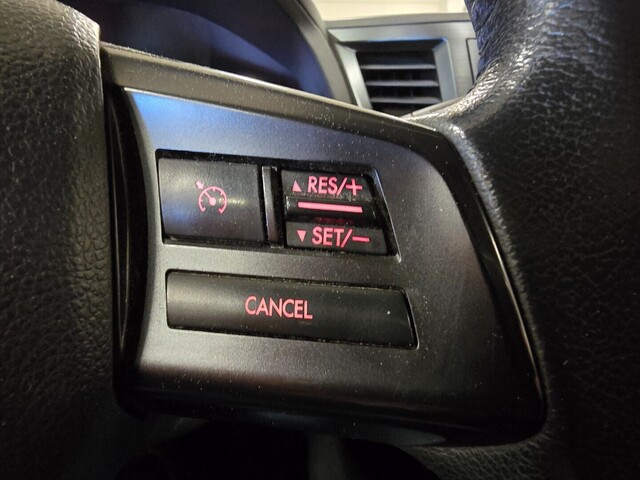 ▲ RES/+
▼ SET/−
CANCEL